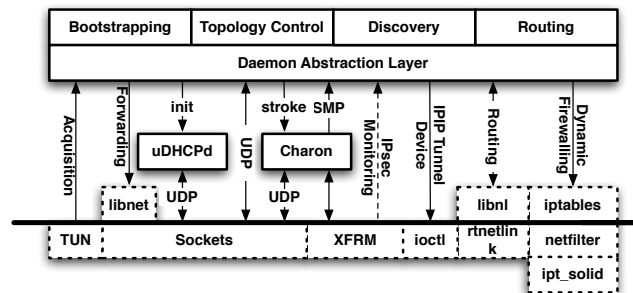 Bootstrapping
Topology Control
Discovery
Routing
Daemon Abstraction Layer
Acquisition
Forwarding
init
uDHCPd
UDP
UDP
stroke
SMP
Charon
UDP
IPsec
Monitoring
IPIP Tunnel
Device
Routing
Dynamic
Firewalling
libnet
libnl
iptables
TUN
Sockets
XFRM
ioctl
rtnetlin
k
netfilter
ipt_solid